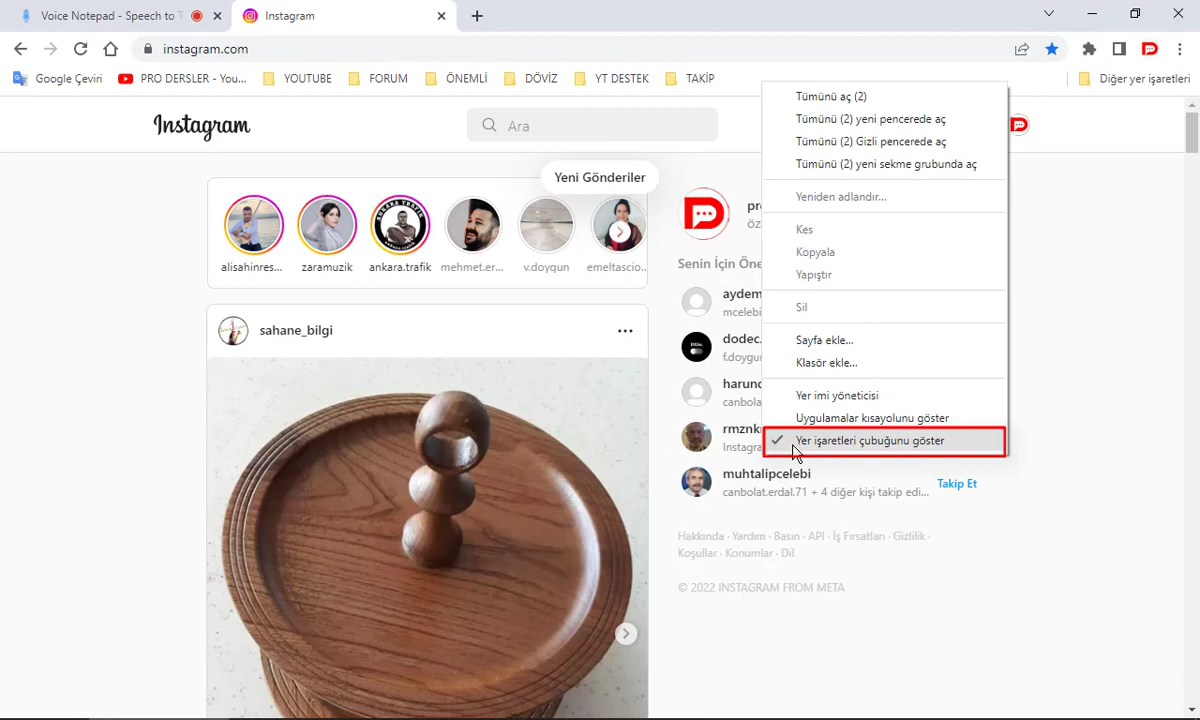 Voice Notepad - Speech to T
Instagram
instagram.com
Google Çeviri
PRO DERSLER - You...
YOUTUBE
FORUM
ÖNEMLİ
DÖVİZ
YT DESTEK
TAKİP
Diğer yer işaretleri
Instagram
Ara
Yeni Gönderiler
alisahinres...
zaramuzik
ankara.trafik
mehmet.er...
v.doygun
emeltascio...
sahane_bilgi
Senin İçin Öne
aydem
mcelebi
dodec.
f.doygu
harund
canbola
rmznkı
Instagra
muhtalipcelebi
canbolat.erdal.71 + 4 diğer kişi takip edi...
Takip Et
Hakkında · Yardım · Basın · API · İş Fırsatları · Gizlilik ·
Koşullar · Konumlar · Dil
© 2022 INSTAGRAM FROM META
Tümünü aç (2)
Tümünü (2) yeni pencerede aç
Tümünü (2) Gizli pencerede aç
Tümünü (2) yeni sekme grubunda aç
Yeniden adlandır...
Kes
Kopyala
Yapıştır
Sil
Sayfa ekle...
Klasör ekle...
Yer imi yöneticisi
Uygulamalar kısayolunu göster
Yer işaretleri çubuğunu göster